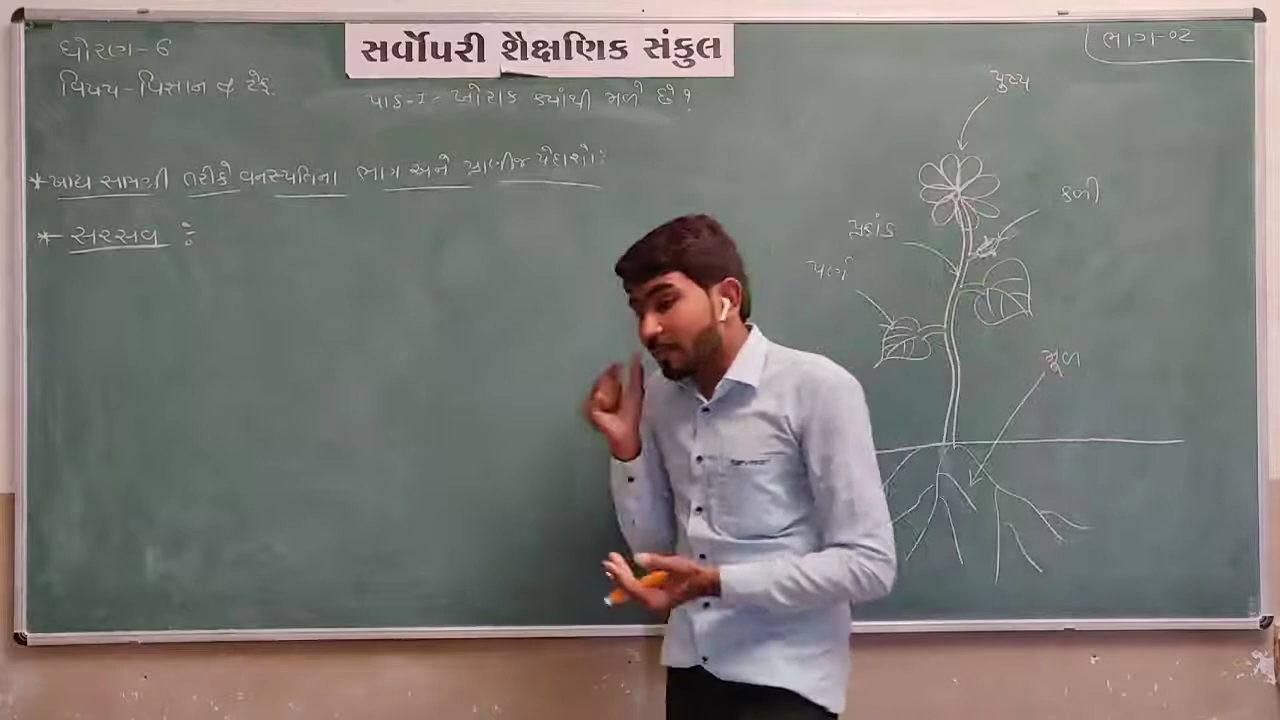 સર્વોપરી શૈક્ષણિક સંકુલ
ધોરણ-6
વિષય-વિજ્ઞાન &
ભાગ-02
પાઠ-1 :- ખોરાક ક્યાંથી મળે છે?
* ખાદ્ય સામગ્રી તરીકે વનસ્પતિના ભાગ અને પ્રાણીજ પેદાશો:
* સરસવ :
પુષ્પ
કળી
પ્રકાંડ
પર્ણ
મૂળ